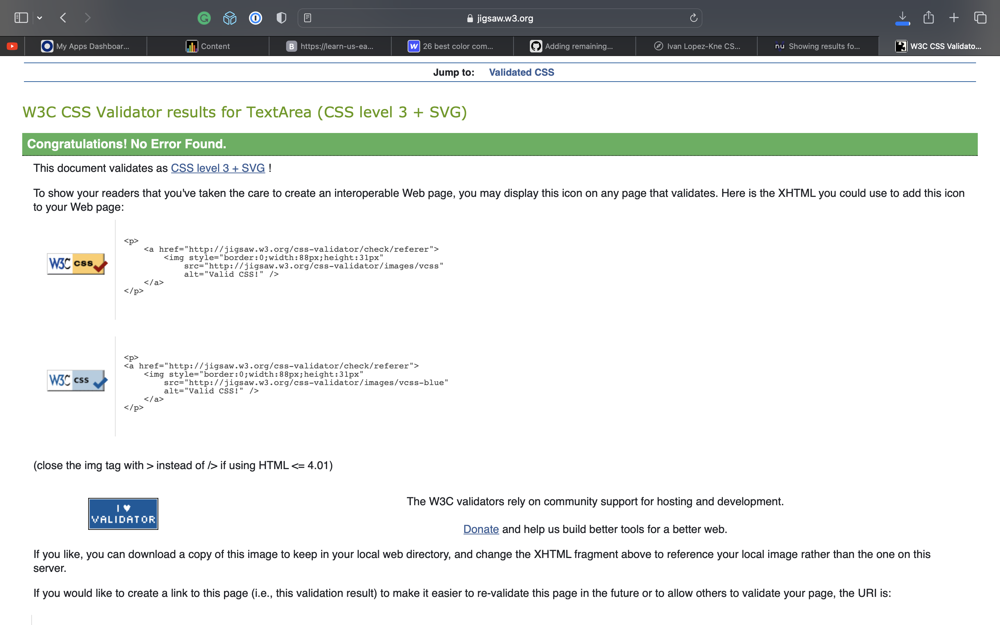 jigsaw.w3.org
My Apps Dashboar...
Content
B https://learn-us-ea...
W 26 best color com...
Adding remaining...
Ivan Lopez-Kne CS...
nu Showing results fo...
W3C CSS Validato...
Jump to: Validated CSS
W3C CSS Validator results for TextArea (CSS level 3 + SVG)
Congratulations! No Error Found.
This document validates as CSS level 3 + SVG !
To show your readers that you've taken the care to create an interoperable Web page, you may display this icon on any page that validates. Here is the XHTML you could use to add this icon
to your Web page:
W3C css
<p>
    <a href="http://jigsaw.w3.org/css-validator/check/referer">
        <img style="border:0;width:88px;height:31px"
            src="http://jigsaw.w3.org/css-validator/images/vcss"
            alt="Valid CSS!" />
    </a>
</p>
W3C css
<p>
<a href="http://jigsaw.w3.org/css-validator/check/referer">
    <img style="border:0;width:88px;height:31px"
        src="http://jigsaw.w3.org/css-validator/images/vcss-blue"
        alt="Valid CSS!" />
    </a>
</p>
(close the img tag with > instead of /> if using HTML <= 4.01)
I ♥
VALIDATOR
The W3C validators rely on community support for hosting and development.
Donate and help us build better tools for a better web.
If you like, you can download a copy of this image to keep in your local web directory, and change the XHTML fragment above to reference your local image rather than the one on this
server.
If you would like to create a link to this page (i.e., this validation result) to make it easier to re-validate this page in the future or to allow others to validate your page, the URI is: